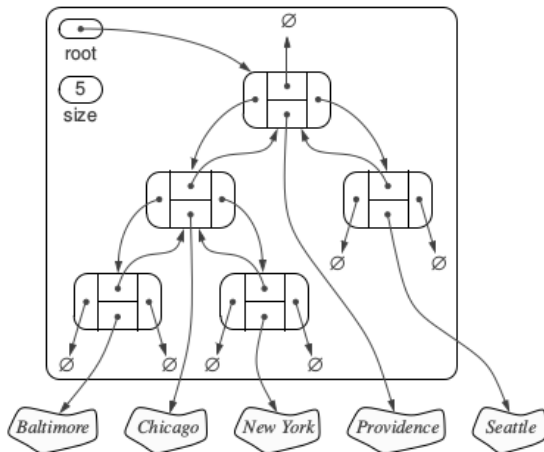 ∅
root
5
size
∅
∅
∅
∅
∅
∅
Baltimore
Chicago
New York
Providence
Seattle